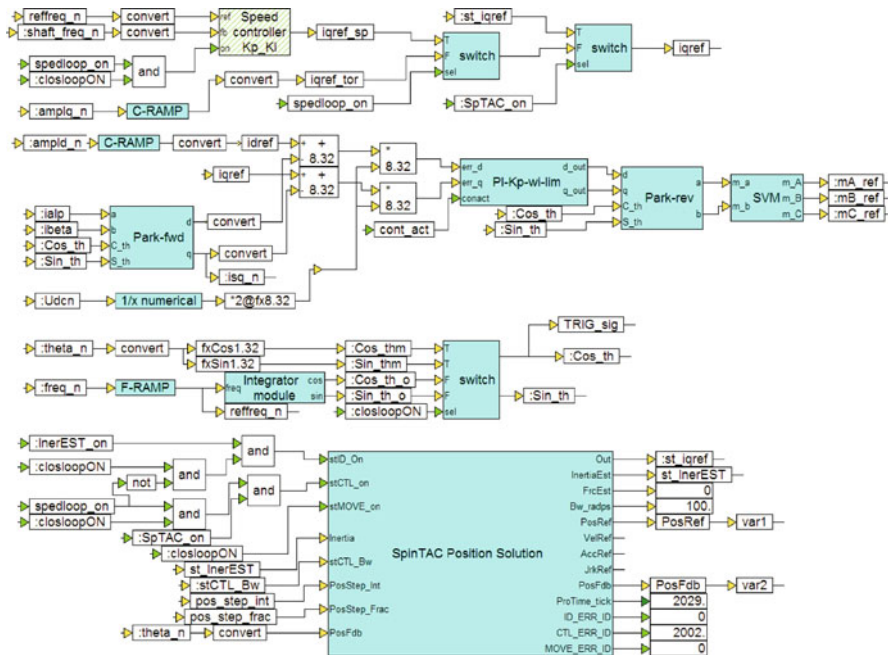 reffreq_n convert ref Speed controller Kp_Ki iqref_sp :st_iqref
:shaft_freq_n convert fb
on
T switch T switch iqref
F F
sel sel
spedloop_on and
:closloopON
convert iqref_tor
spedloop_on :SpTAC_on
:amplq_n C-RAMP
:ampld_n C-RAMP convert idref + + - 8.32 * 8.32
iqref + + - 8.32 * 8.32
err_d PI-Kp-wi-lim d_out d Park-rev a m_a SVM m_A :mA_ref
err_q q_out q m_B :mB_ref
conact C_th b m_b m_C :mC_ref
S_th
:Cos_th
cont_act :Sin_th
:ialp a Park-fwd d convert
:ibeta b
:Cos_th C_th q convert
:Sin_th S_th
:isq_n
:Udcn 1/x numerical *2@fx8.32
TRIG_sig
:theta_n convert fxCos1.32 :Cos_thm T switch :Cos_th
fxSin1.32 :Sin_thm T
:freq_n F-RAMP freq Integrator module cos :Cos_th_o F :Sin_th
sin :Sin_th_o F
reffreq_n :closloopON sel
:InerEST_on and
:closloopON and
not and
spedloop_on and
:closloopON
:SpTAC_on
:closloopON
st_InerEST
:stCTL_Bw
pos_step_int
pos_step_frac
:theta_n convert
SpinTAC Position Solution
stID_On
stCTL_on
stMOVE_on
Inertia
stCTL_Bw
PosStep_Int
PosStep_Frac
PosFdb
Out :st_iqref
InertiaEst st_InerEST
FrcEst 0
Bw_radps 100.
PosRef PosRef var1
VelRef
AccRef
JrkRef
PosFdb PosFdb var2
ProTime_tick 2029.
ID_ERR_ID 0
CTL_ERR_ID 2002.
MOVE_ERR_ID 0